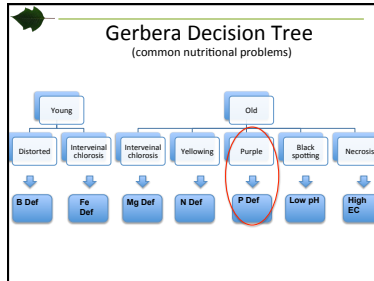 Gerbera Decision Tree
(common nutritional problems)
Young
Old
Distorted
Interveinal
chlorosis
Interveinal
chlorosis
Yellowing
Purple
Black
spotting
Necrosis
B Def
Fe
Def
Mg Def
N Def
P Def
Low pH
High
EC